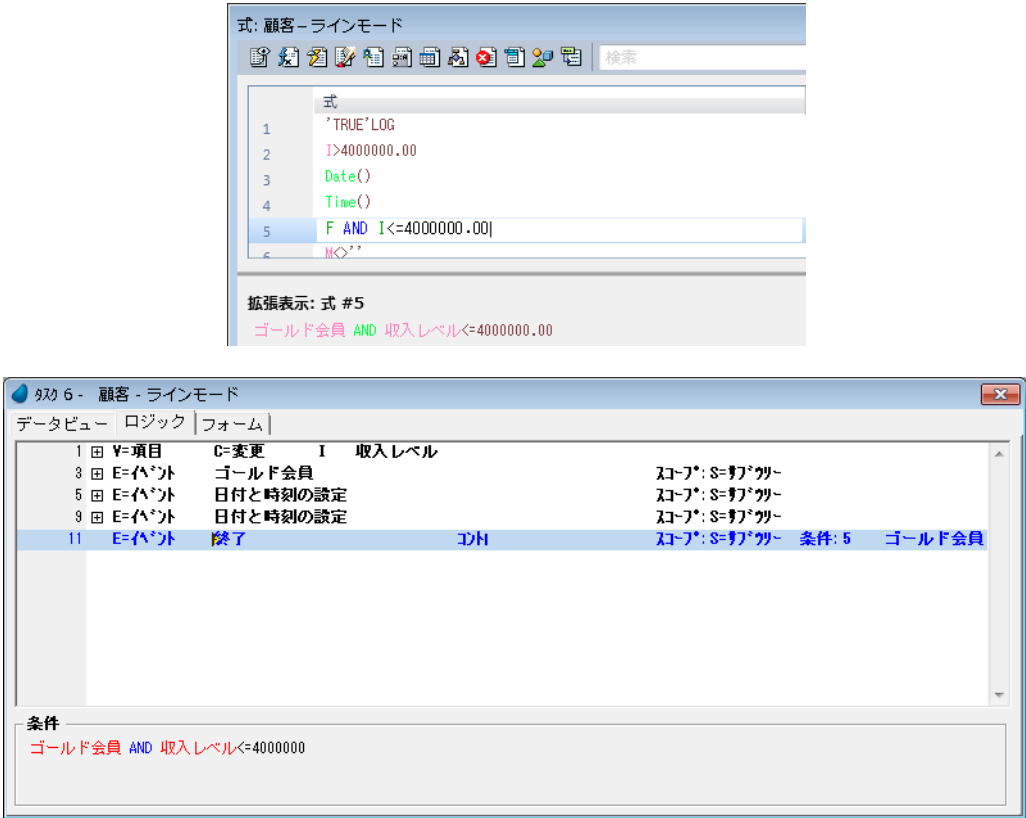 式: 顧客 – ラインモード
検索
式
1 'TRUE'LOG
2 I>4000000.00
3 Date()
4 Time()
5 F AND I<=4000000.00
6 M<>''
拡張表示: 式 #5
ゴールド会員 AND 収入レベル<=4000000.00
ﾀｽｸ 6 - 顧客 - ラインモード
データビュー ロジック フォーム
1 V=項目 C=変更 I 収入レベル
3 E=ｲﾍﾞﾝﾄ ゴールド会員 ｽｺｰﾌﾟ: S=ｻﾌﾞﾂﾘｰ
5 E=ｲﾍﾞﾝﾄ 日付と時刻の設定 ｽｺｰﾌﾟ: S=ｻﾌﾞﾂﾘｰ
9 E=ｲﾍﾞﾝﾄ 日付と時刻の設定 ｽｺｰﾌﾟ: S=ｻﾌﾞﾂﾘｰ
11 E=ｲﾍﾞﾝﾄ 終了 ｺﾝﾄﾛ ｽｺｰﾌﾟ: S=ｻﾌﾞﾂﾘｰ 条件: 5 ゴールド会員
条件
ゴールド会員 AND 収入レベル<=4000000